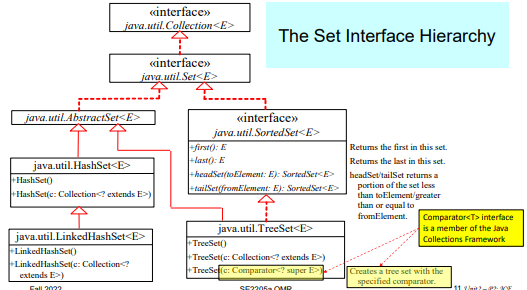 The Set Interface Hierarchy
«interface»
java.util.Collection<E>
«interface»
java.util.Set<E>
java.util.AbstractSet<E>
«interface»
java.util.SortedSet<E>
+first(): E
+last(): E
+headSet(toElement: E): SortedSet<E>
+tailSet(fromElement: E): SortedSet<E>
Returns the first in this set.
Returns the last in this set.
headSet/tailSet returns a
portion of the set less
than toElement/greater
than or equal to
fromElement.
java.util.HashSet<E>
+HashSet()
+HashSet(c: Collection<? extends E>)
java.util.LinkedHashSet<E>
+LinkedHashSet()
+LinkedHashSet(c: Collection<?
extends E>)
java.util.TreeSet<E>
+TreeSet()
+TreeSet(c: Collection<? extends E>)
+TreeSet(c: Comparator<? super E>)
Comparator<T> interface
is a member of the Java
Collections Framework
Creates a tree set with the
specified comparator.
Fall 2022
SE2205a OMR
11